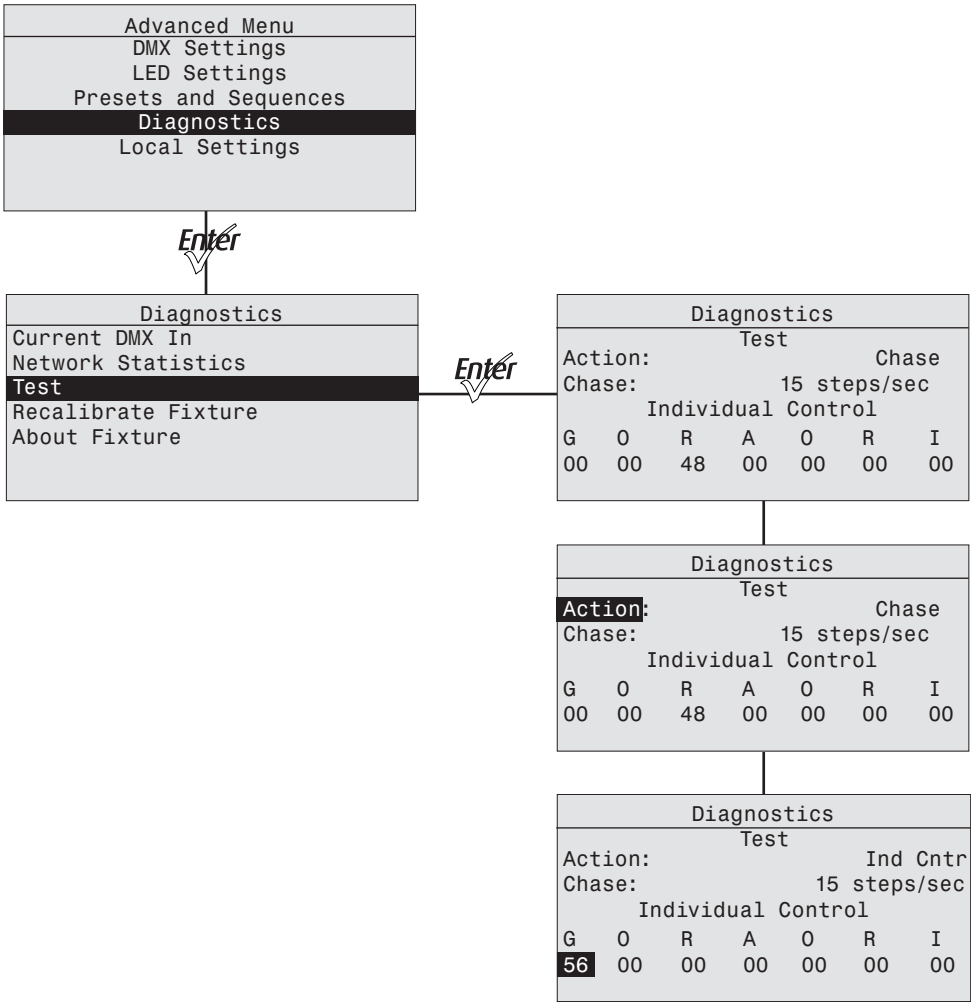 Advanced Menu
DMX Settings
LED Settings
Presets and Sequences
Diagnostics
Local Settings
Enter
Diagnostics
Current DMX In
Network Statistics
Test
Recalibrate Fixture
About Fixture
Enter
Diagnostics
Test
Action: Chase
Chase: 15 steps/sec
Individual Control
G O R A O R I
00 00 48 00 00 00 00
Diagnostics
Test
Action: Chase
Chase: 15 steps/sec
Individual Control
G O R A O R I
00 00 48 00 00 00 00
Diagnostics
Test
Action: Ind Cntr
Chase: 15 steps/sec
Individual Control
G O R A O R I
56 00 00 00 00 00 00